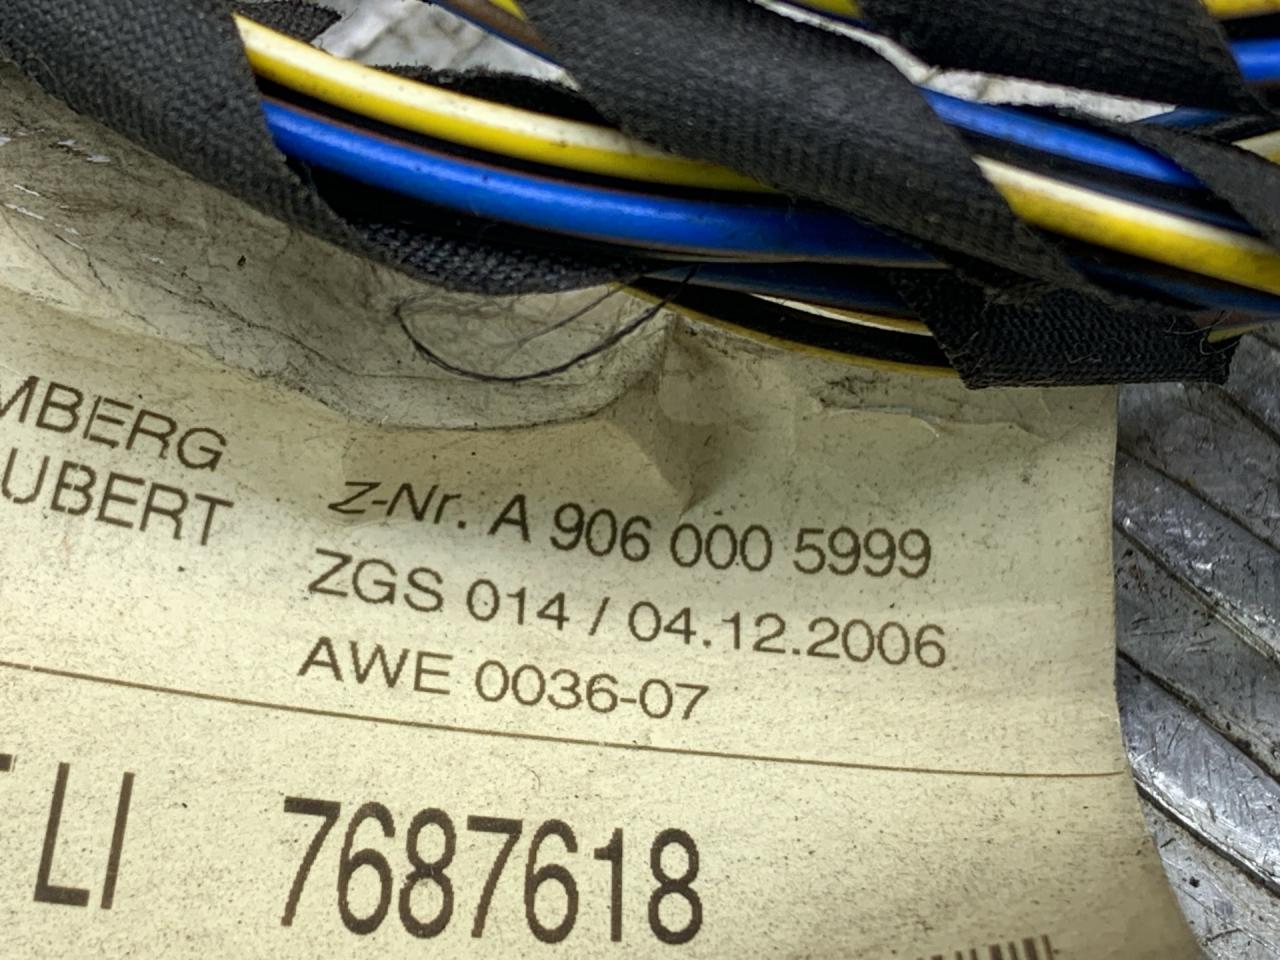 MBERG
UBERT
Z-Nr. A 906 000 5999
ZGS 014 / 04.12.2006
AWE 0036-07
LI 7687618